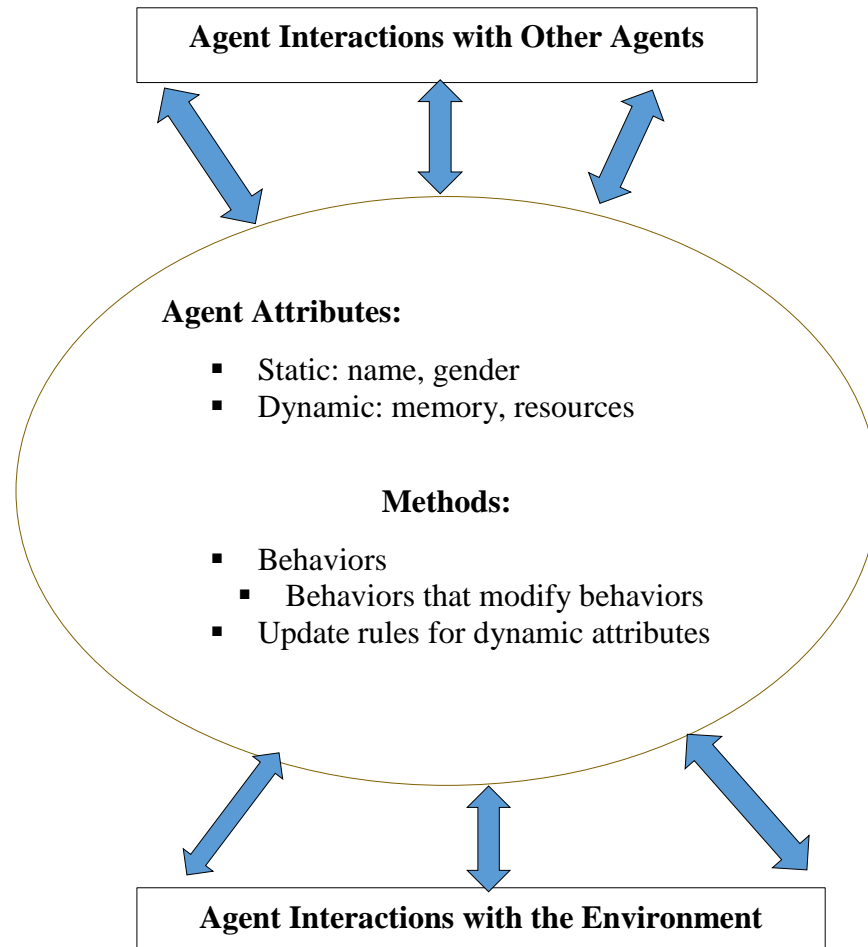 Agent Interactions with Other Agents
Agent Attributes:
▪ Static: name, gender
▪ Dynamic: memory, resources
Methods:
▪ Behaviors
▪ Behaviors that modify behaviors
▪ Update rules for dynamic attributes
Agent Interactions with the Environment